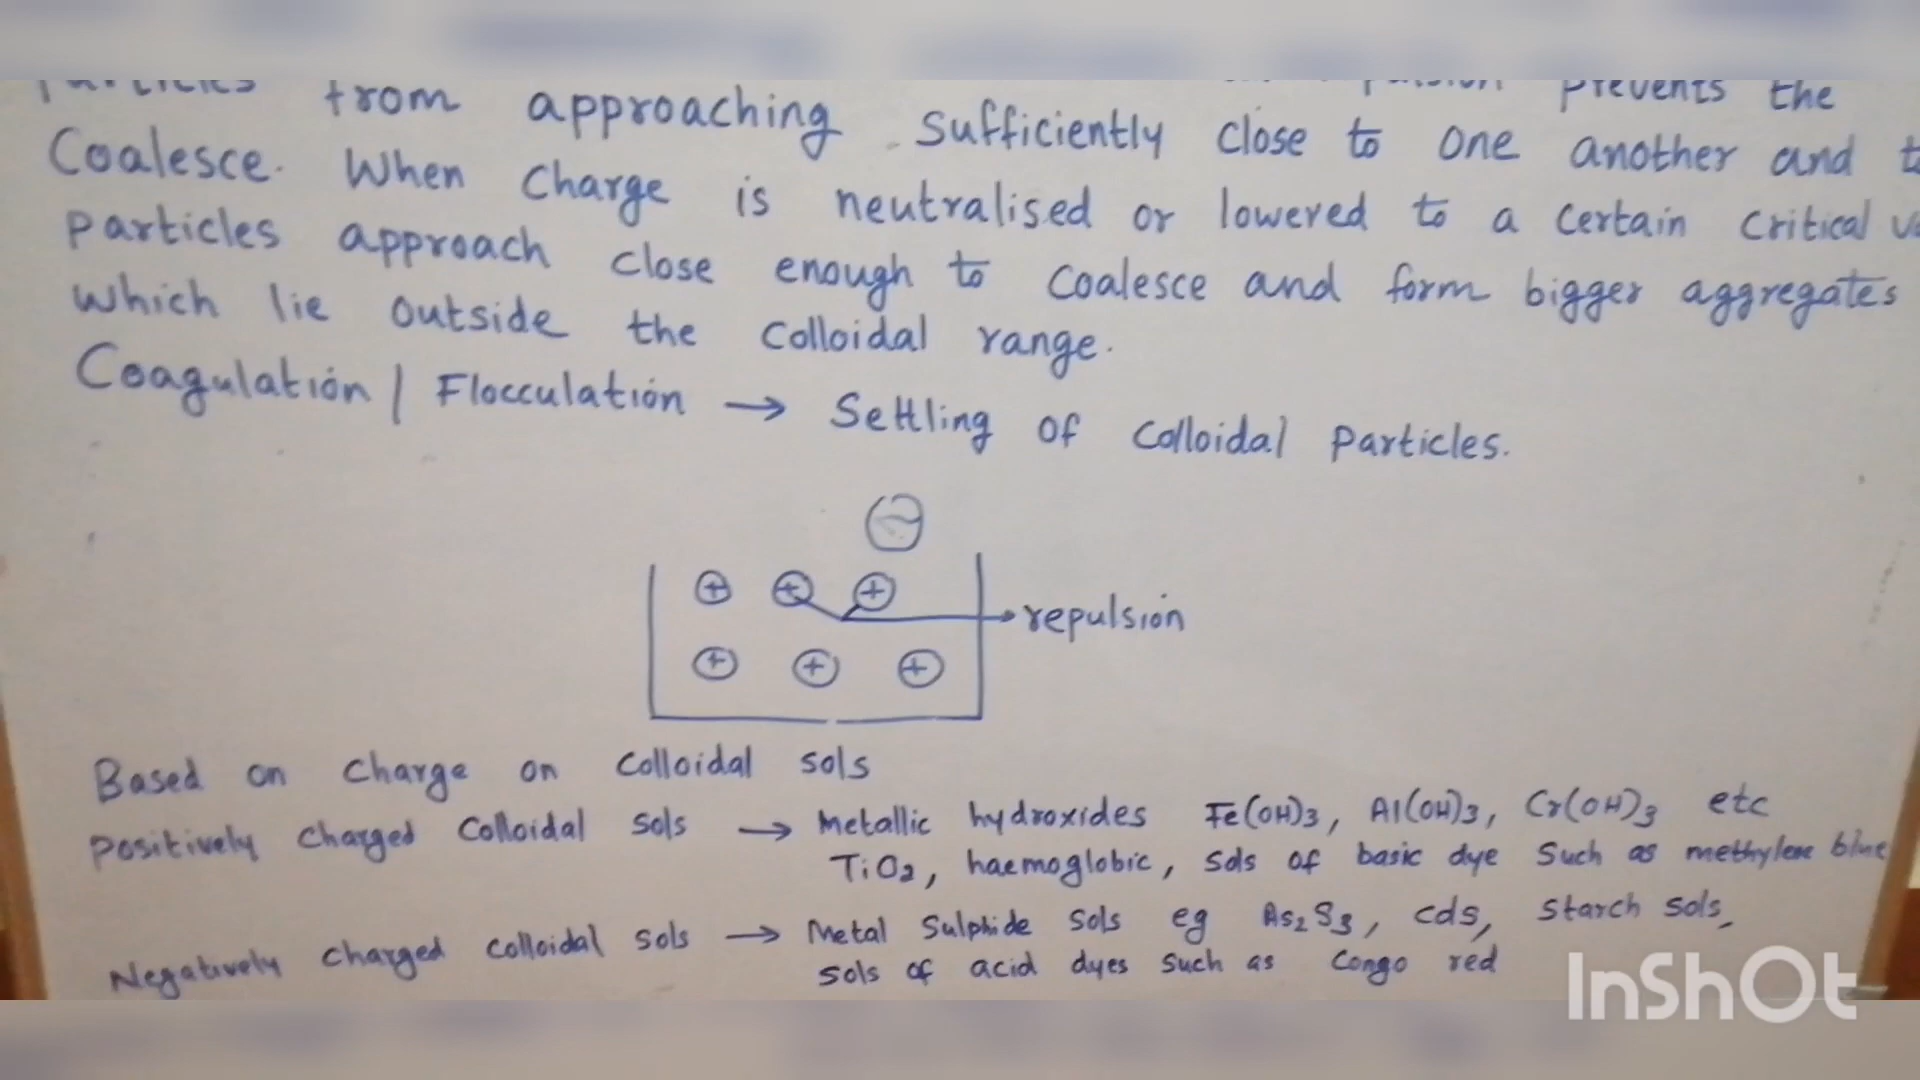 from approaching sufficiently close to one another and
prevents the
Coalesce. When charge is neutralised or lowered to a certain critical
particles approach close enough to coalesce and form bigger aggregates
which lie outside the colloidal range.
Coagulation / Flocculation → Settling of colloidal particles.
−
+ + +
→ repulsion
+ + +
Based on charge on colloidal sols
Positively charged colloidal sols → Metallic hydroxides Fe(OH)3, Al(OH)3, Cr(OH)3 etc
TiO2, haemoglobic, sols of basic dye such as methylene blue
Negatively charged colloidal sols → Metal Sulphide sols eg As2S3, cds, starch sols,
sols of acid dyes such as congo red
InShOt